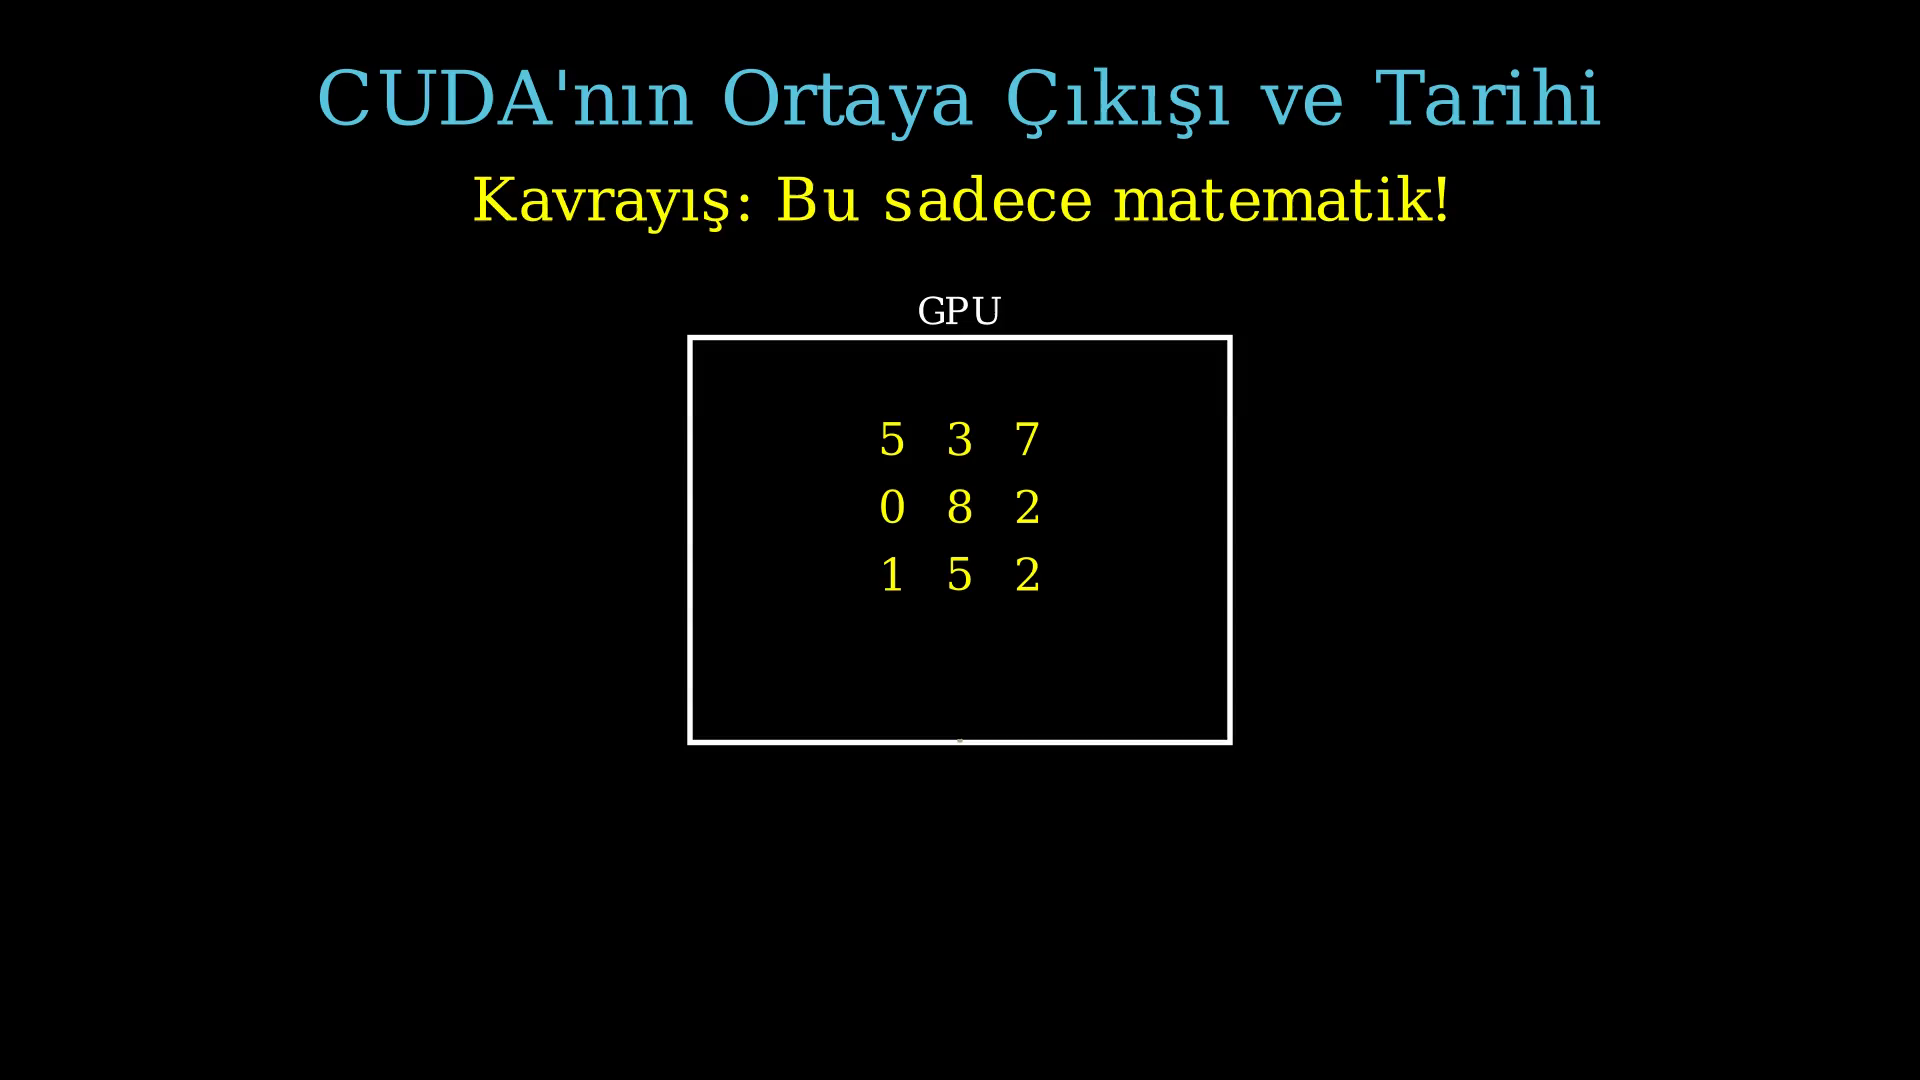 CUDA'nın Ortaya Çıkışı ve Tarihi
Kavrayış: Bu sadece matematik!
GPU
5 3 7
0 8 2
1 5 2